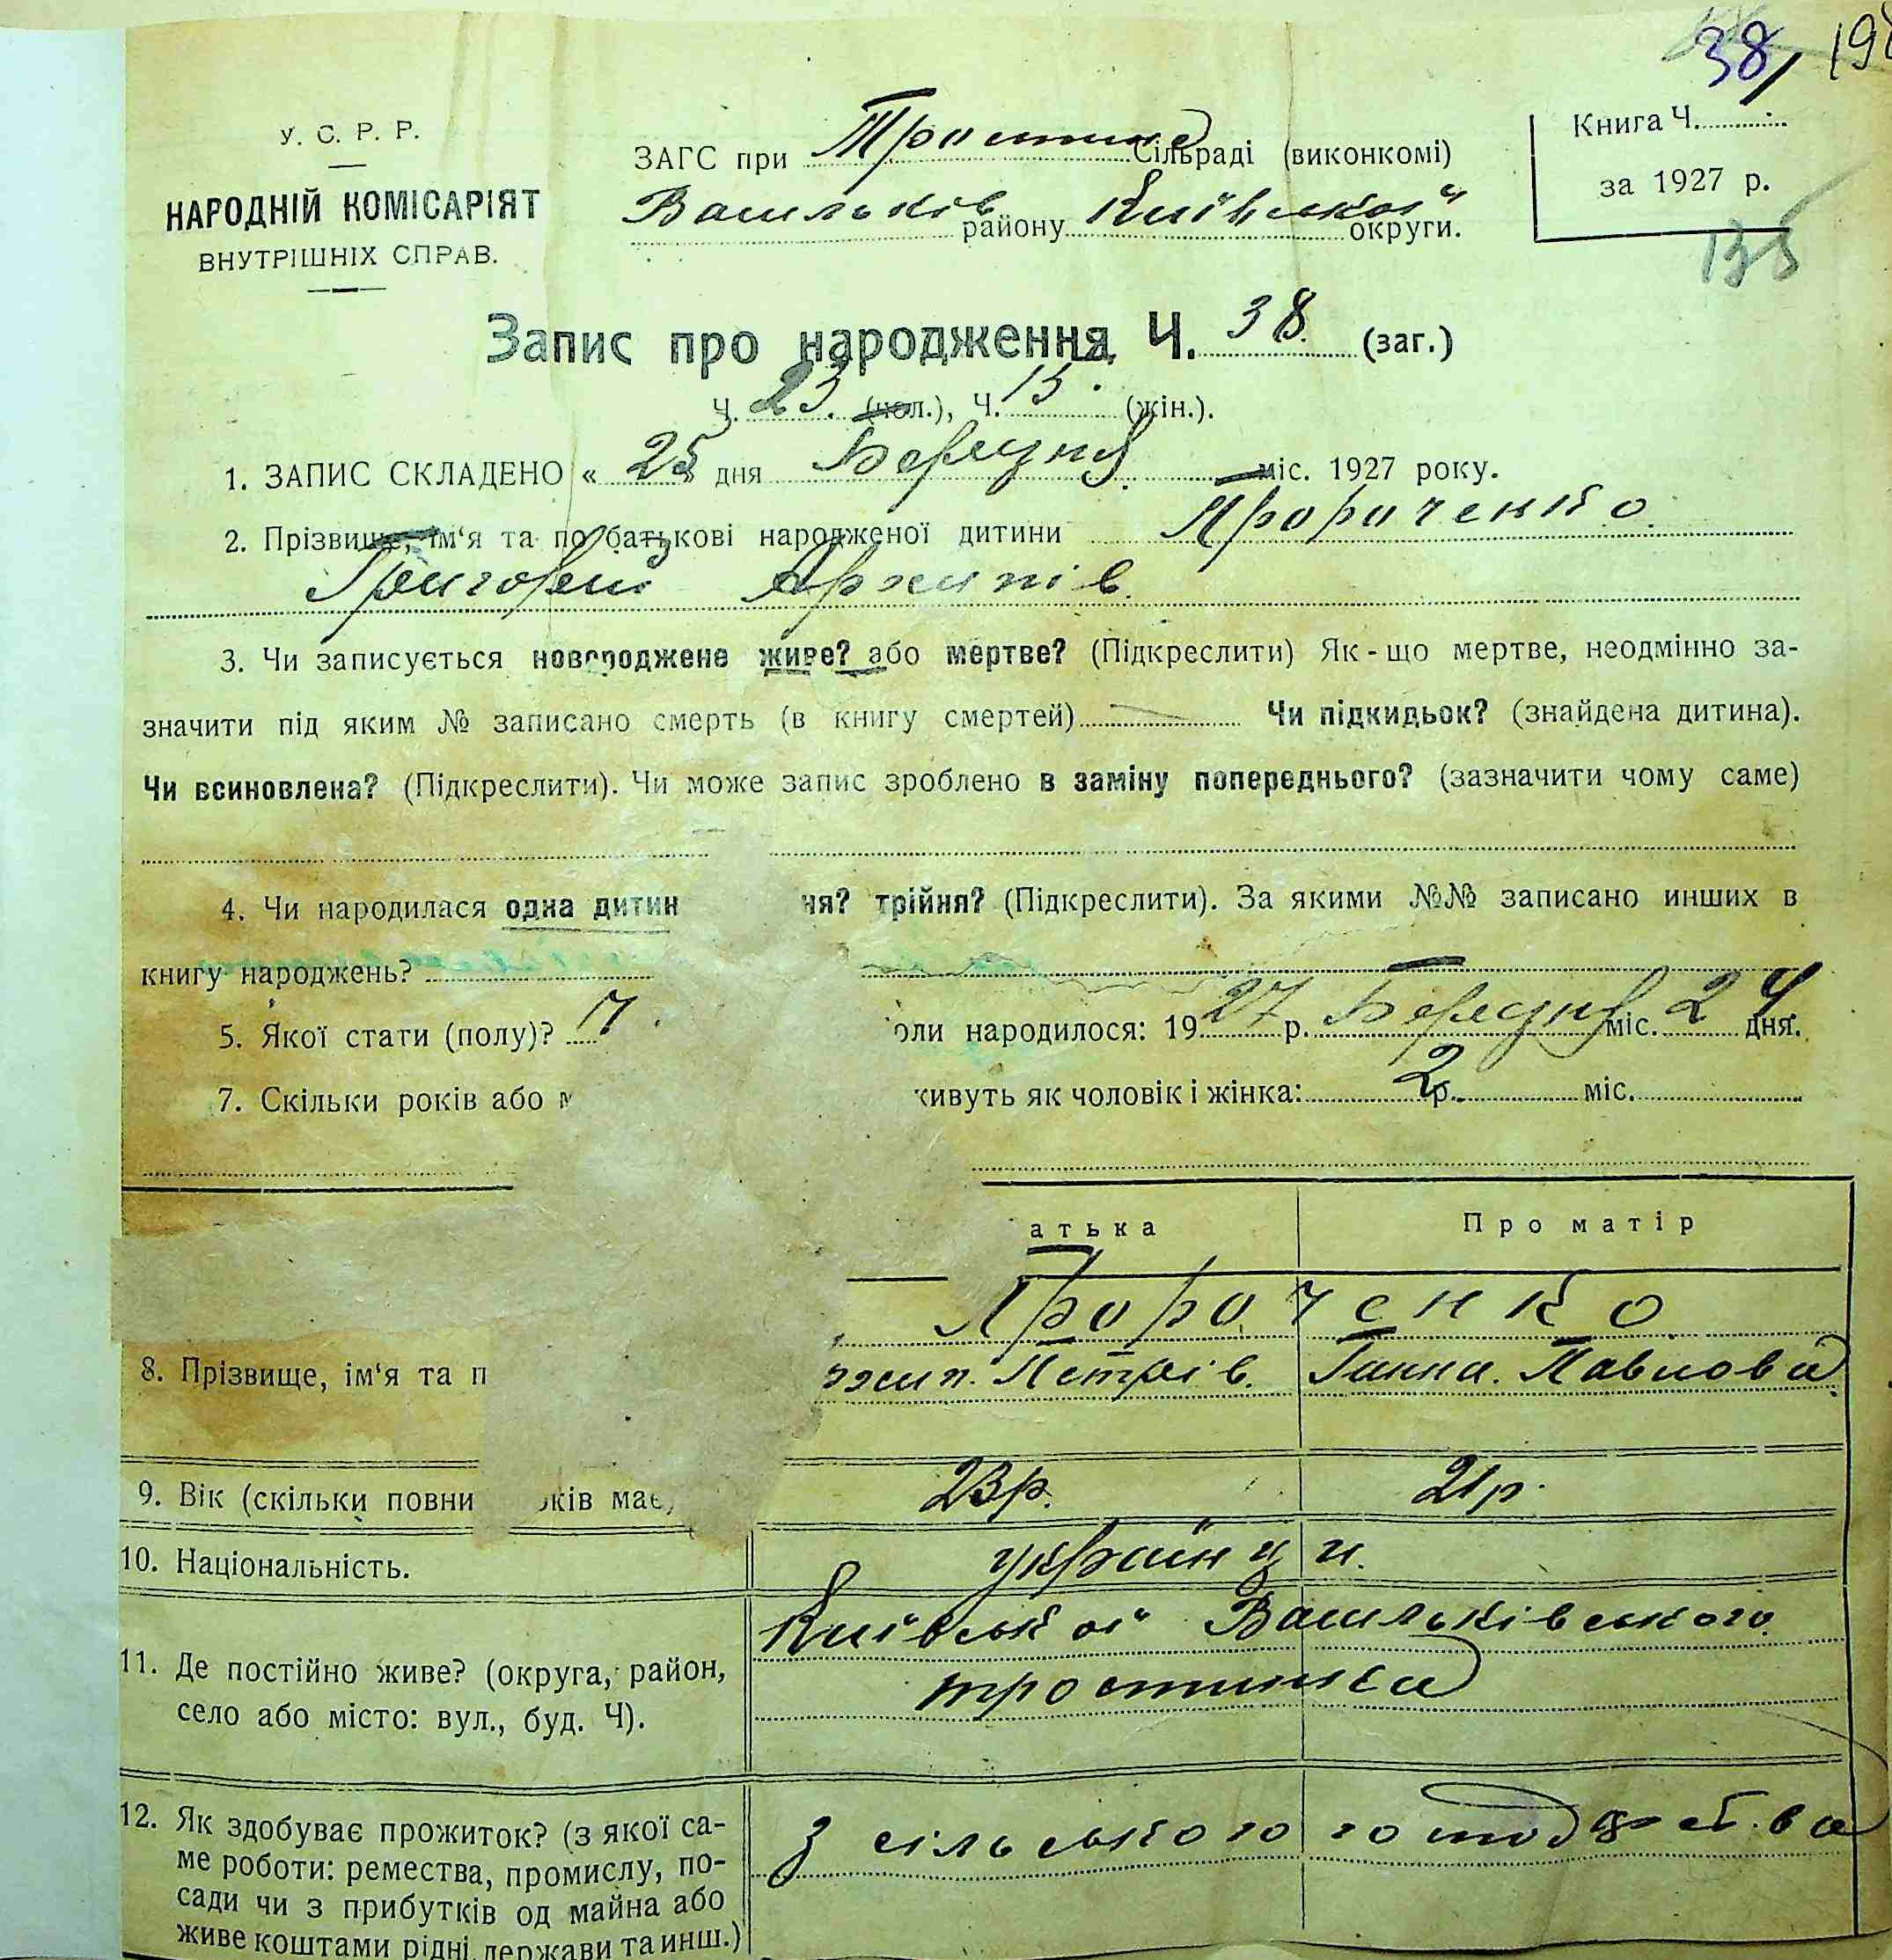 38/ 198
У. С. Р. Р.
НАРОДНІЙ КОМІСАРІЯТ
ВНУТРІШНІХ СПРАВ.
ЗАГС при Сільраді (виконкомі)
Васильків району Київської округи.
Книга Ч.
за 1927 р.
135
Запис про народження Ч. 38. (заг.)
Ч. 23. (чол.), Ч. 15. (жін.).
1. ЗАПИС СКЛАДЕНО « 25 » дня Березня міс. 1927 року.
2. Прізвище, ім‘я та по батькові народженої дитини Пророченко
Григорій Архипів.
3. Чи записується новороджене живе? або мертве? (Підкреслити) Як-що мертве, неодмінно за-
значити під яким № записано смерть (в книгу смертей) Чи підкидьок? (знайдена дитина).
Чи всиновлена? (Підкреслити). Чи може запис зроблено в заміну попереднього? (зазначити чому саме)
4. Чи народилася одна дитин ня? трійня? (Підкреслити). За якими №№ записано инших в
книгу народжень?
5. Якої стати (полу)? Ч. оли народилося: 1927 р. Березня міс. 24 дня.
7. Скільки років або м живуть як чоловік і жінка: 2 р. міс.
атька Про матір
Пророченко
рхип. Петрів. Ганна. Павлова
8. Прізвище, ім‘я та п
9. Вік (скільки повни оків має) 23р. 21р.
10. Національність. українци.
11. Де постійно живе? (округа, район,
село або місто: вул., буд. Ч).
Київської Васильківського
тростинка
12. Як здобуває прожиток? (з якої са-
ме роботи: ремества, промислу, по-
сади чи з прибутків од майна або
живе коштами рідні, держави та инш.)
З сільського господарства